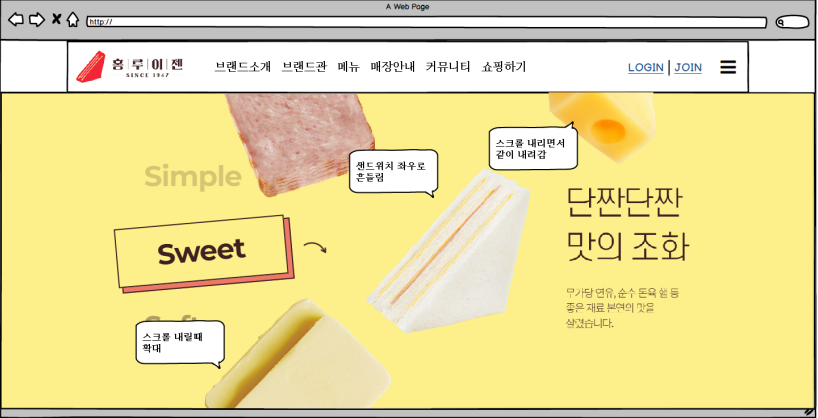 A Web Page
http://
홍루이젠
SINCE 1947
브랜드소개 브랜드관 메뉴 매장안내 커뮤니티 쇼핑하기
LOGIN | JOIN
스크롤 내리면서
같이 내려감
샌드위치 좌우로
흔들림
Simple
단짠단짠
맛의 조화
Sweet
무가당 연유, 순수 돈육 햄 등
좋은 재료 본연의 맛을
살렸습니다.
스크롤 내릴때
확대